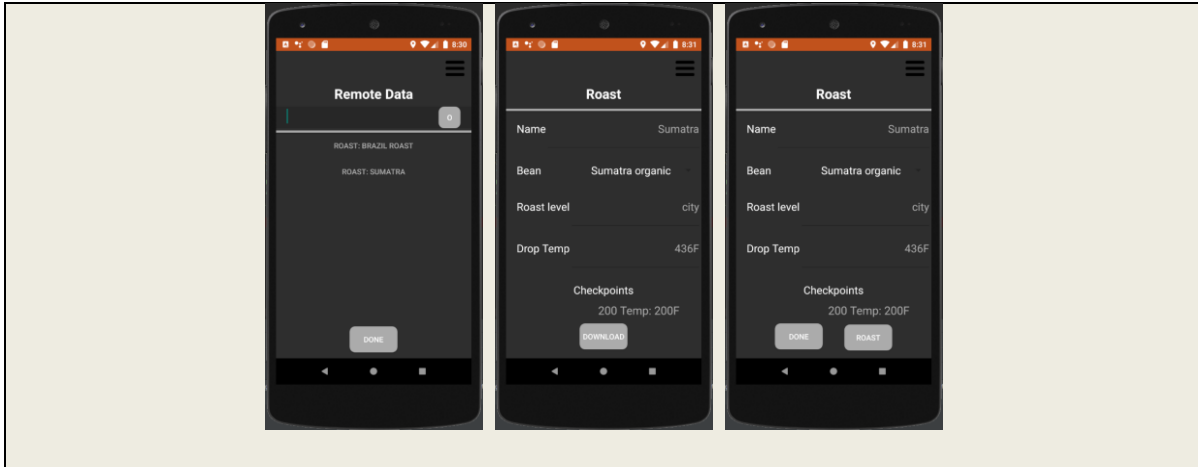 8:30
Remote Data
O
ROAST: BRAZIL ROAST
ROAST: SUMATRA
DONE
8:31
Roast
Name Sumatra
Bean Sumatra organic
Roast level city
Drop Temp 436F
Checkpoints
200 Temp: 200F
DOWNLOAD
8:31
Roast
Name Sumatra
Bean Sumatra organic
Roast level city
Drop Temp 436F
Checkpoints
200 Temp: 200F
DONE ROAST